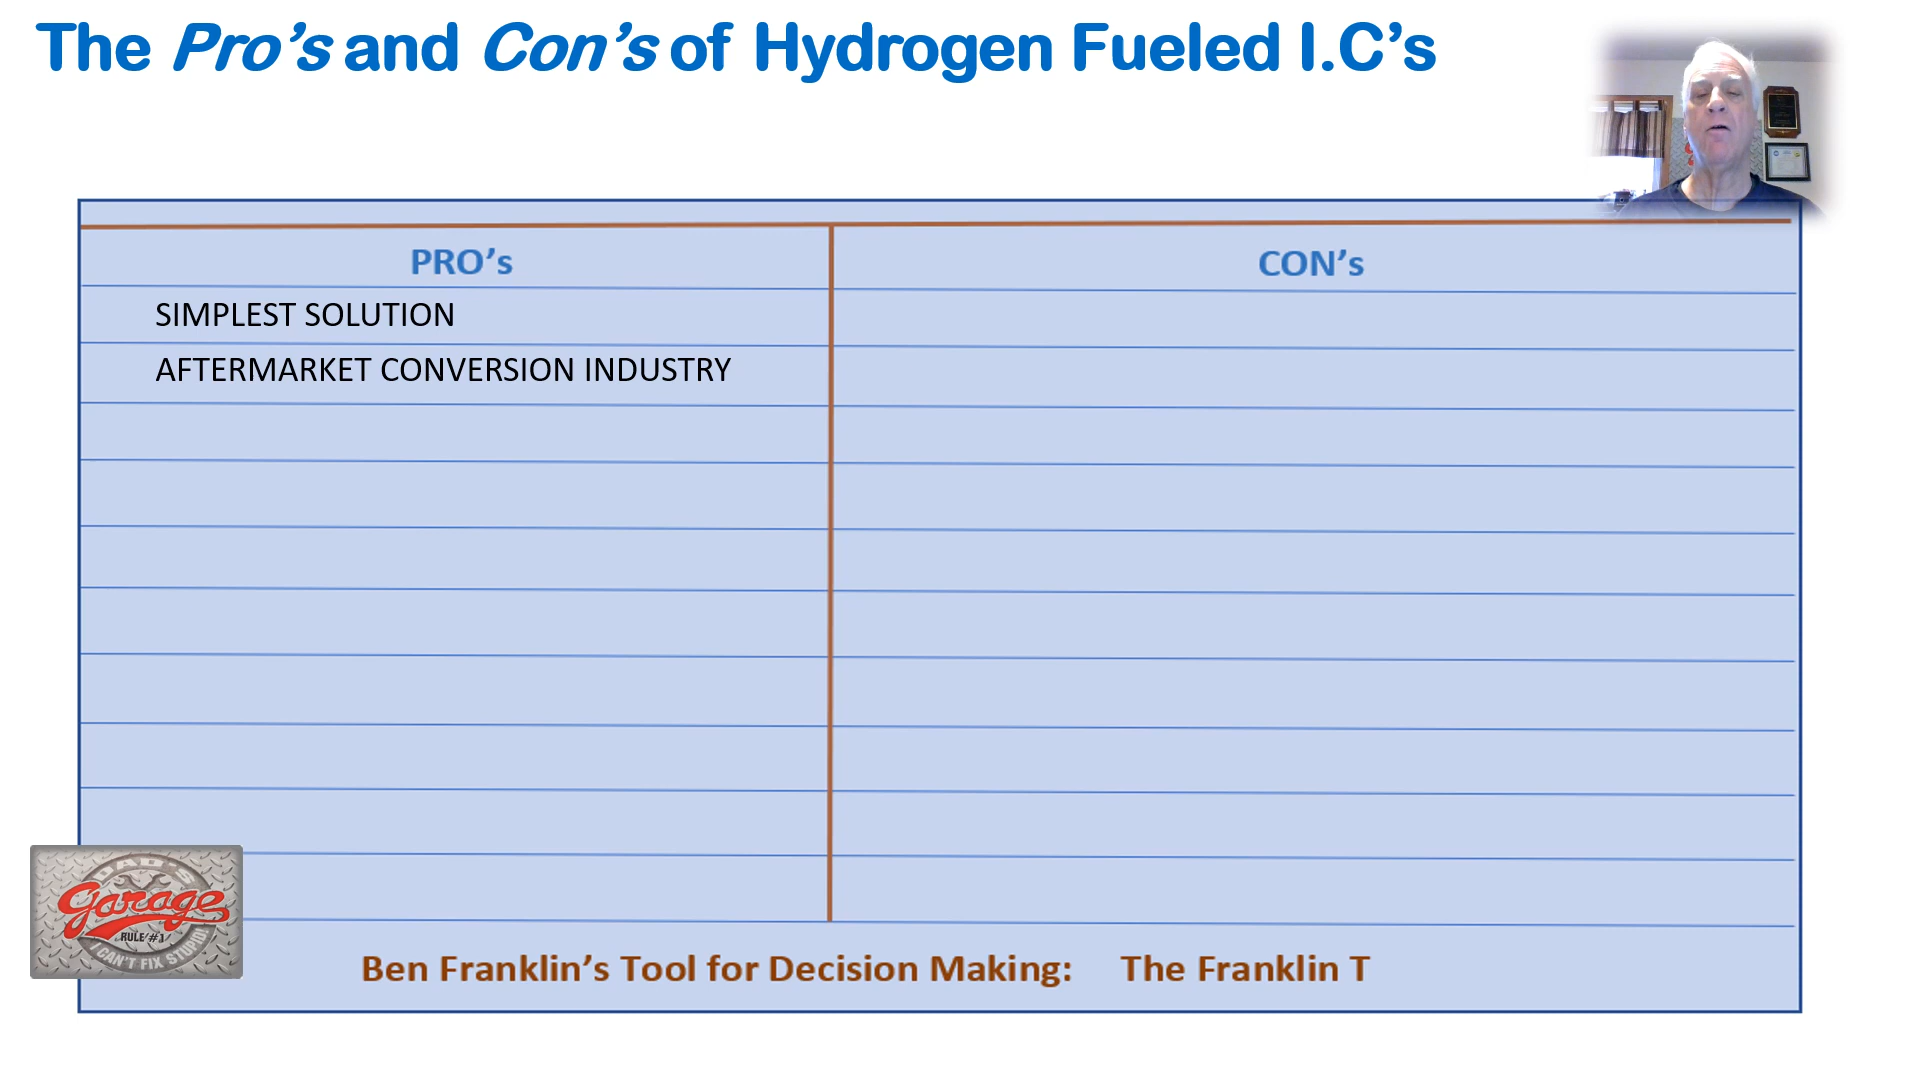 The Pro’s and Con’s of Hydrogen Fueled I.C’s
PRO’s
CON’s
SIMPLEST SOLUTION
AFTERMARKET CONVERSION INDUSTRY
DAD'S
Garage
RULE #1
I CAN'T FIX STUPID!
Ben Franklin’s Tool for Decision Making: The Franklin T